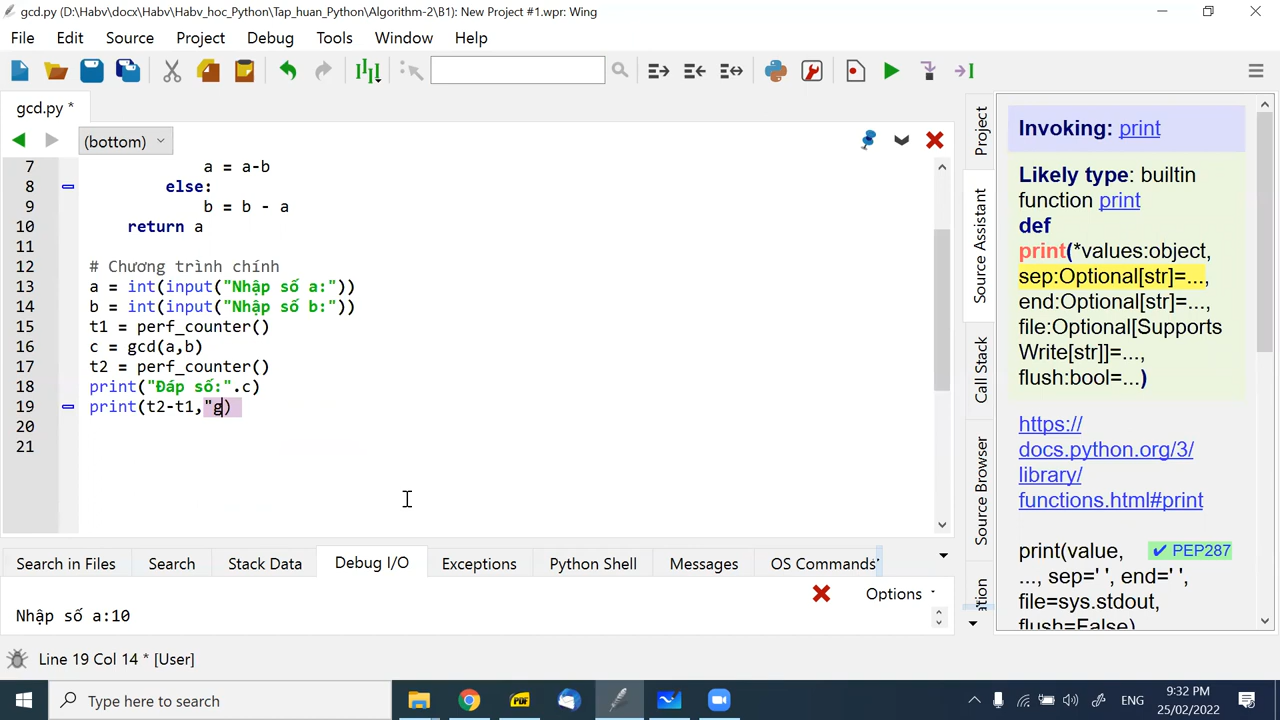 gcd.py (D:\Habv\docx\Habv\Habv_hoc_Python\Tap_huan_Python\Algorithm-2\B1): New Project #1.wpr: Wing
File Edit Source Project Debug Tools Window Help
gcd.py *
(bottom)
7 a = a-b
8 else:
9 b = b - a
10 return a
11
12 # Chương trình chính
13 a = int(input("Nhập số a:"))
14 b = int(input("Nhập số b:"))
15 t1 = perf_counter()
16 c = gcd(a,b)
17 t2 = perf_counter()
18 print("Đáp số:".c)
19 print(t2-t1,"g)
20
21
Project
Source Assistant
Call Stack
Source Browser
Invoking: print
Likely type: builtin
function print
def
print(*values:object,
sep:Optional[str]=...,
end:Optional[str]=...,
file:Optional[Supports
Write[str]]=...,
flush:bool=...)
https://
docs.python.org/3/
library/
functions.html#print
print(value, ✔ PEP287
..., sep=' ', end=' ',
file=sys.stdout,
flush=False)
Search in Files Search Stack Data Debug I/O Exceptions Python Shell Messages OS Commands
Options
Nhập số a:10
Line 19 Col 14 * [User]
Type here to search
PDF
ENG
9:32 PM
25/02/2022